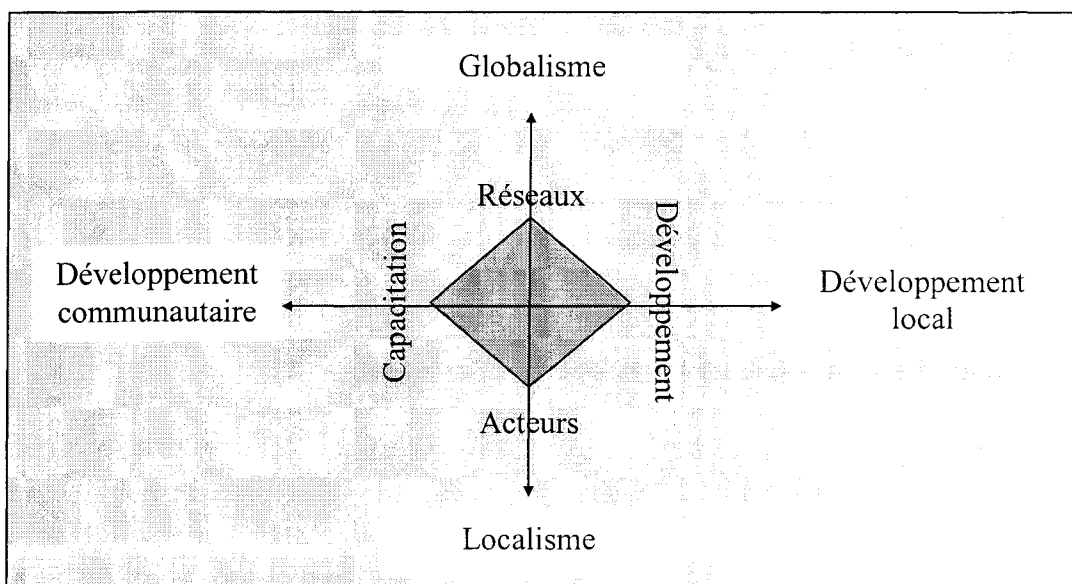 Globalisme
Réseaux
Capacitation
Développement
Développement
communautaire
Développement
local
Acteurs
Localisme